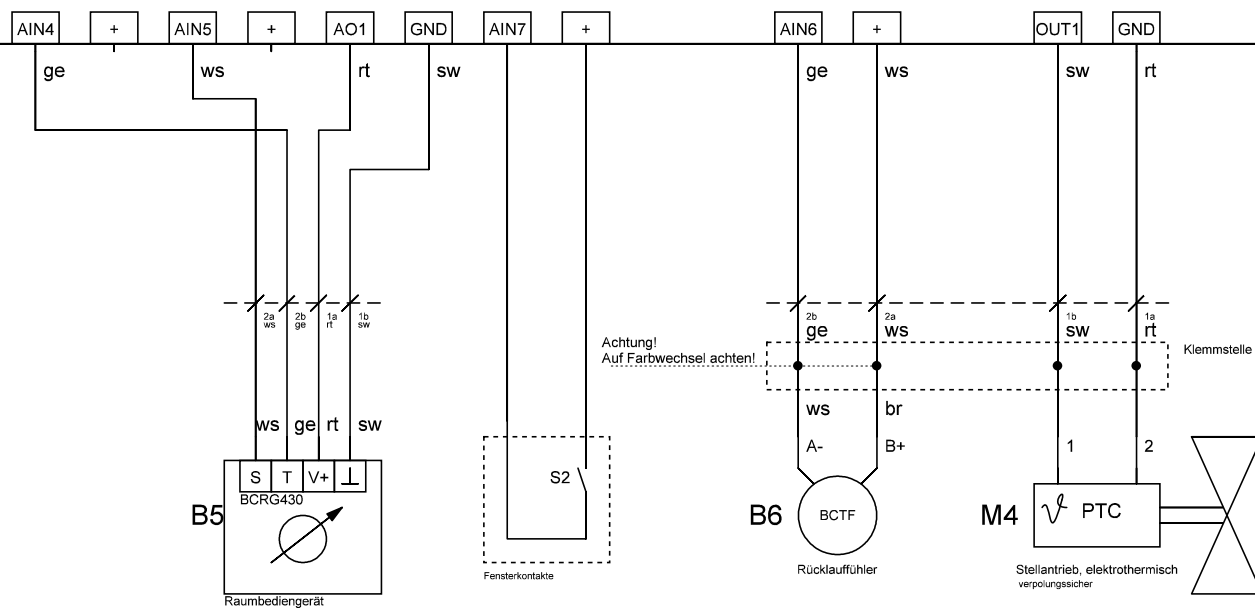 AIN4 + AIN5 + AO1 GND AIN7 + AIN6 + OUT1 GND
ge ws rt sw ge ws sw rt
2a 2b 1a 1b 2b 2a 1b 1a
ws ge rt sw ge ws sw rt
Achtung!
Auf Farbwechsel achten!
Klemmstelle
ws ge rt sw ws br
A- B+ 1 2
S T V+
S2
BCRG430
B5 B6 BCTF M4 PTC
Fensterkontakte
Rücklauffühler
Stellantrieb, elektrothermisch
verpolungssicher
Raumbediengerät